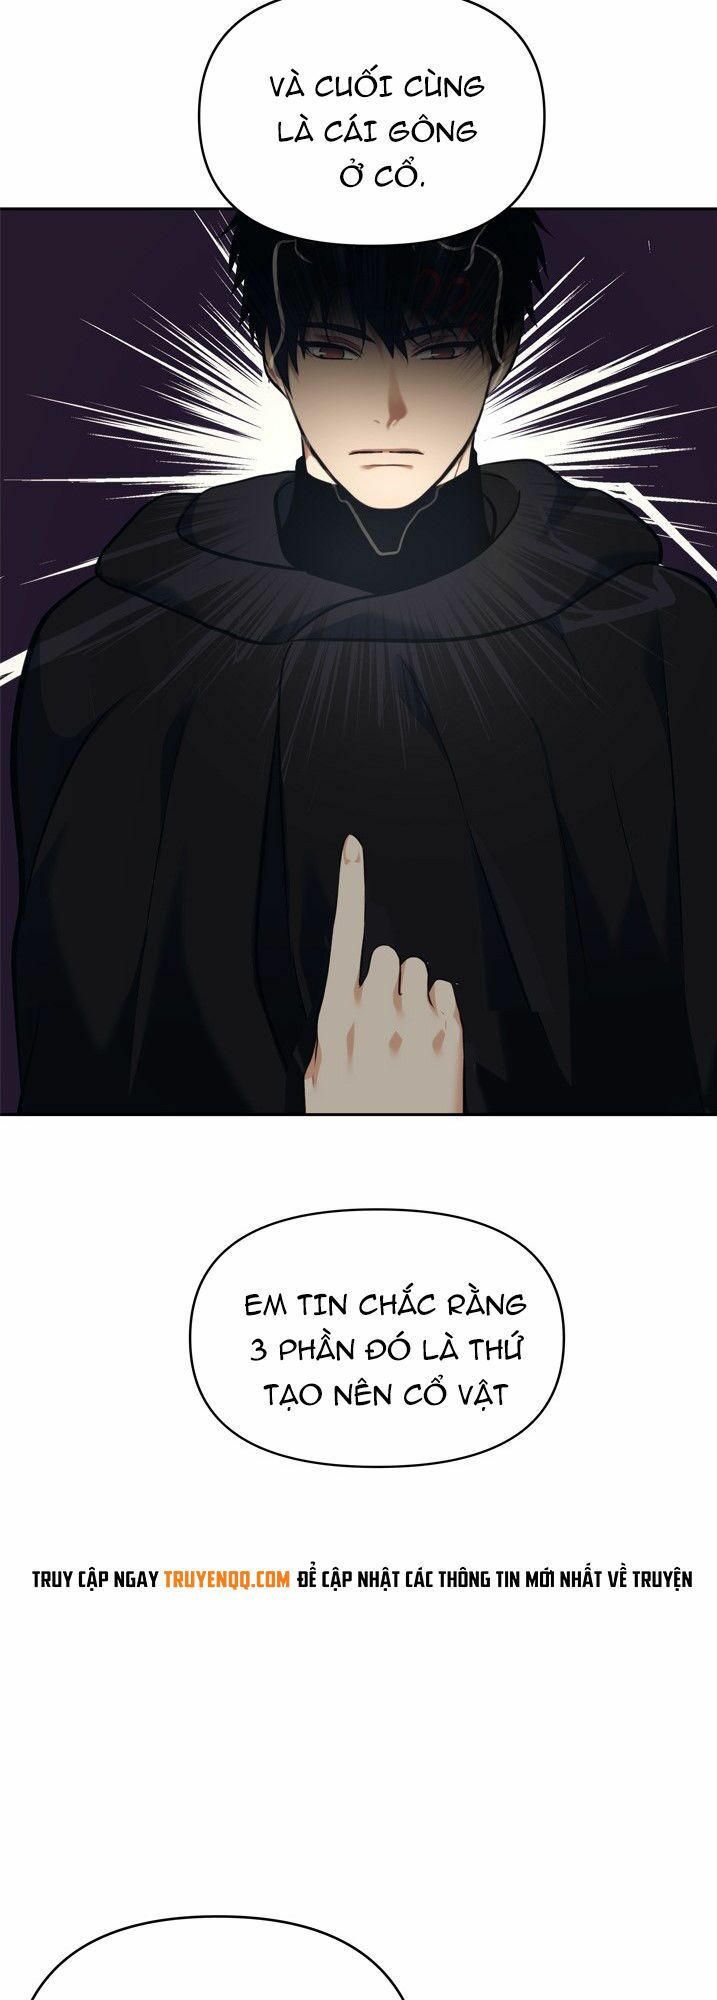 VÀ CUỐI CÙNG
LÀ CÁI GÔNG
Ở CỔ.
EM TIN CHẮC RẰNG
3 PHẦN ĐÓ LÀ THỨ
TẠO NÊN CỔ VẬT
TRUY CẬP NGAY TRUYENQQ.COM ĐỂ CẬP NHẬT CÁC THÔNG TIN MỚI NHẤT VỀ TRUYỆN